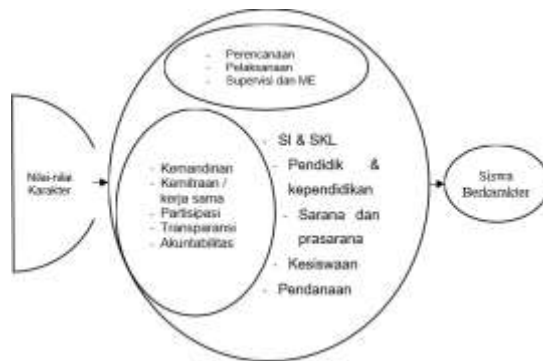 - Perencanaan
- Pelaksanaan
- Supervisi dan ME
Nilai-nilai
Karakter
- Kemandirian
- Kemitraan /
kerja sama
- Partisipasi
- Transparansi
- Akuntabilitas
- SI & SKL
- Pendidik &
kependidikan
- Sarana dan
prasarana
- Kesiswaan
- Pendanaan
Siswa
Berkarakter